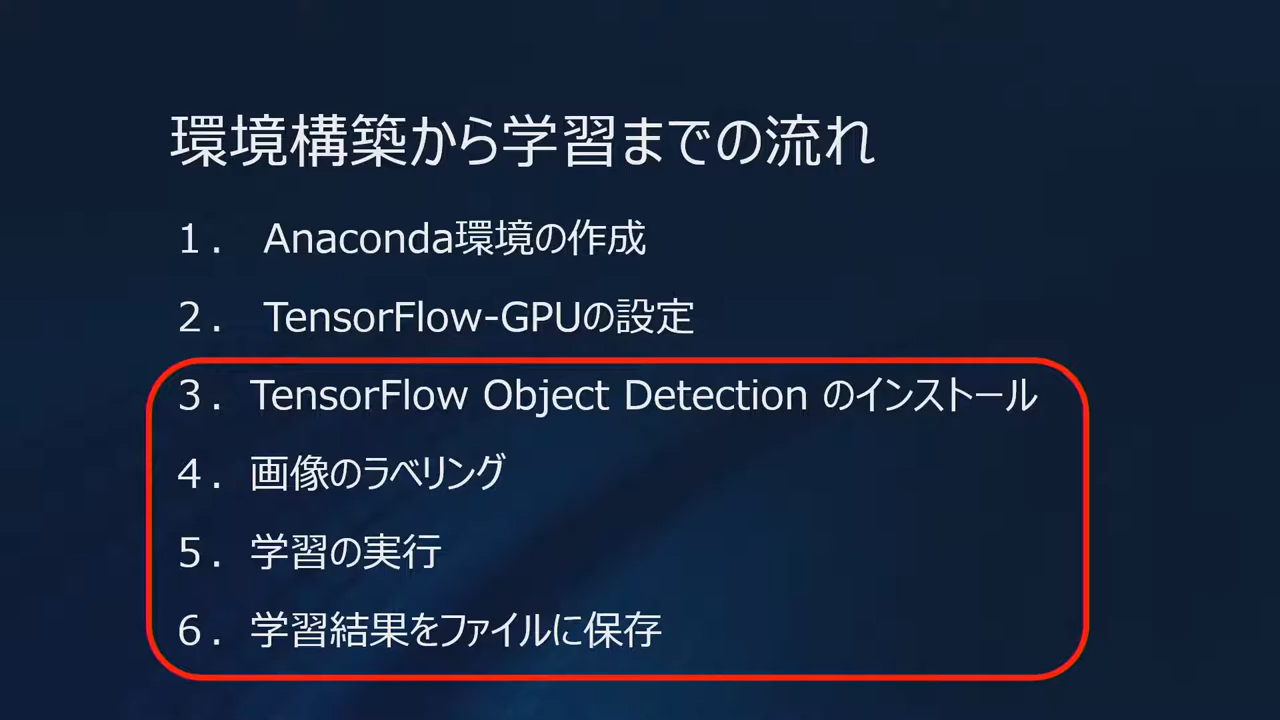 環境構築から学習までの流れ
１． Anaconda環境の作成
２． TensorFlow-GPUの設定
３．TensorFlow Object Detection のインストール
４．画像のラベリング
５．学習の実行
６．学習結果をファイルに保存